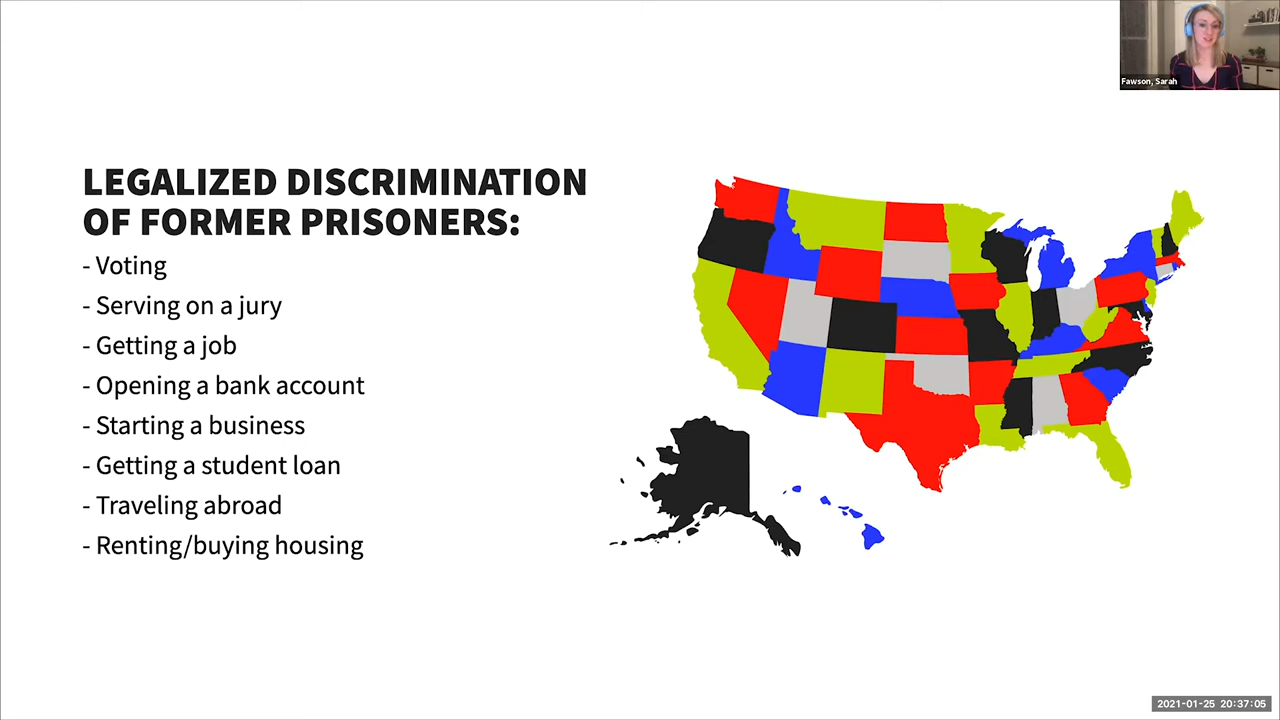 Fawson, Sarah
LEGALIZED DISCRIMINATION
OF FORMER PRISONERS:
- Voting
- Serving on a jury
- Getting a job
- Opening a bank account
- Starting a business
- Getting a student loan
- Traveling abroad
- Renting/buying housing
2021-01-25 20:37:05